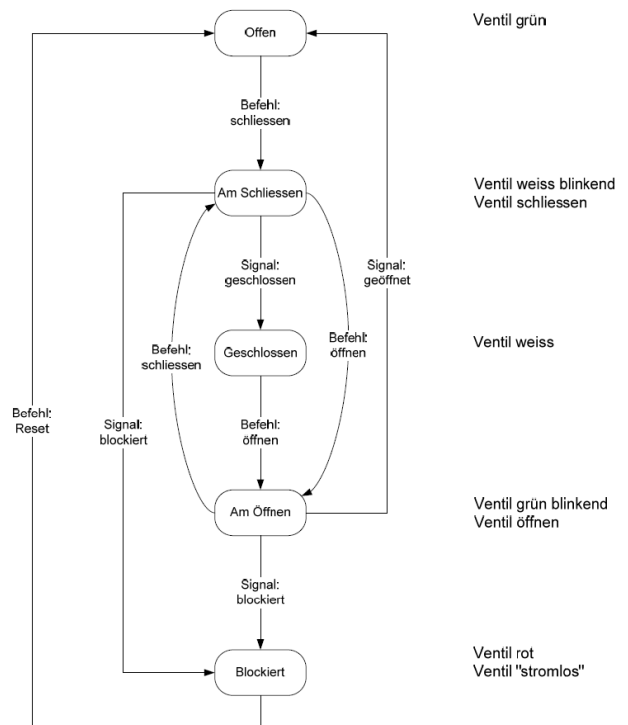 Offen
Ventil grün
Befehl:
schliessen
Am Schliessen
Ventil weiss blinkend
Ventil schliessen
Signal:
geschlossen
Signal:
geöffnet
Befehl:
schliessen
Geschlossen
Befehl:
öffnen
Ventil weiss
Befehl:
Reset
Signal:
blockiert
Befehl:
öffnen
Am Öffnen
Ventil grün blinkend
Ventil öffnen
Signal:
blockiert
Blockiert
Ventil rot
Ventil "stromlos"